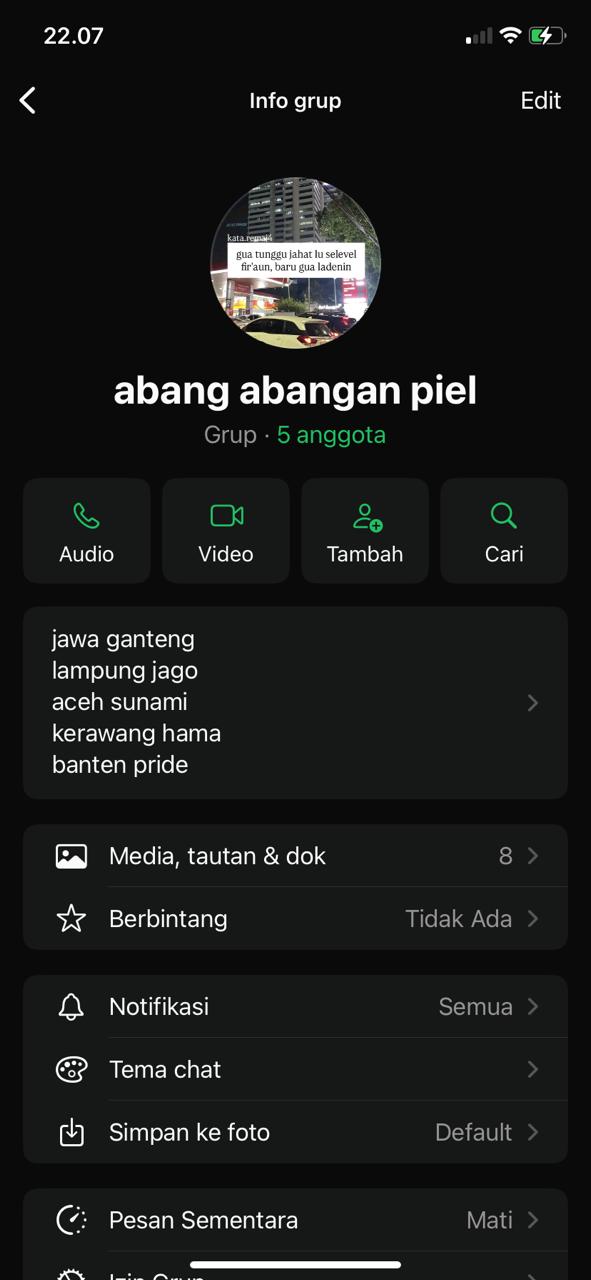 22.07
Info grup
Edit
gua tunggu jahat lu selevel
fir'aun, baru gua ladenin
abang abangan piel
Grup · 5 anggota
Audio
Video
Tambah
Cari
jawa ganteng
lampung jago
aceh sunami
kerawang hama
banten pride
Media, tautan & dok
8
Berbintang
Tidak Ada
Notifikasi
Semua
Tema chat
Simpan ke foto
Default
Pesan Sementara
Mati
Izin Grup